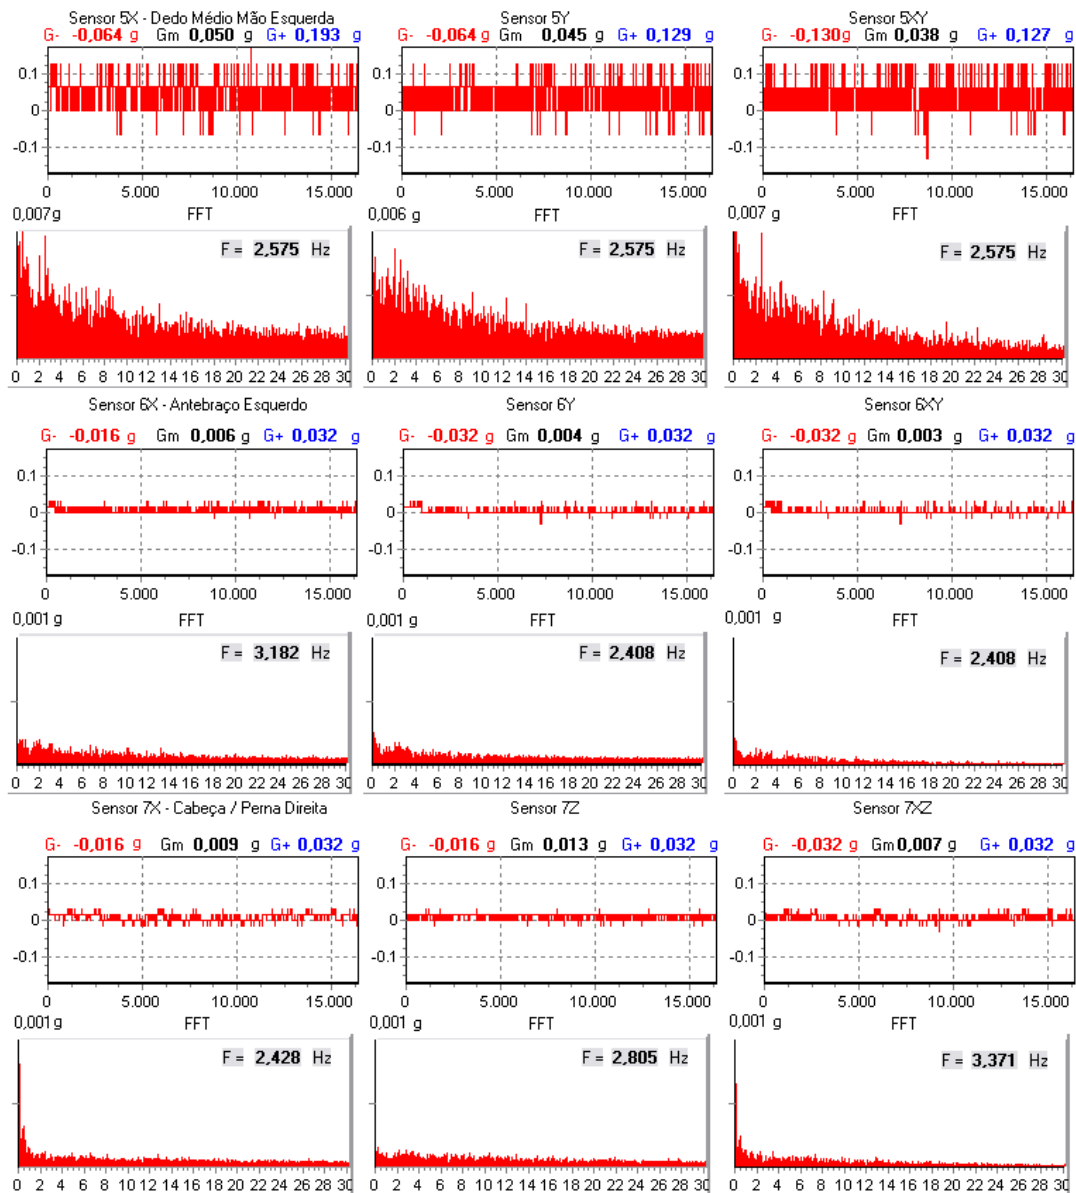 Sensor 5X - Dedo Médio Mão Esquerda Sensor 5Y Sensor 5XY
G- -0,064 g Gm 0,050 g G+ 0,193 g G- -0,064 g Gm 0,045 g G+ 0,129 g G- -0,130g Gm 0,038 g G+ 0,127 g
0.1 0.1 0.1
0 0 0
-0.1 -0.1 -0.1
0 5.000 10.000 15.000 0 5.000 10.000 15.000 0 5.000 10.000 15.000
0,007g FFT 0,006 g FFT 0,007 g FFT
F = 2,575 Hz F = 2,575 Hz F = 2,575 Hz
0 2 4 6 8 10 12 14 16 18 20 22 24 26 28 30 0 2 4 6 8 10 12 14 16 18 20 22 24 26 28 30 0 2 4 6 8 10 12 14 16 18 20 22 24 26 28 30
Sensor 6X - Antebraço Esquerdo Sensor 6Y Sensor 6XY
G- -0,016 g Gm 0,006 g G+ 0,032 g G- -0,032 g Gm 0,004 g G+ 0,032 g G- -0,032 g Gm 0,003 g G+ 0,032 g
0.1 0.1 0.1
0 0 0
-0.1 -0.1 -0.1
0 5.000 10.000 15.000 0 5.000 10.000 15.000 0 5.000 10.000 15.000
0,001 g FFT 0,001 g FFT 0,001 g FFT
F = 3,182 Hz F = 2,408 Hz F = 2,408 Hz
0 2 4 6 8 10 12 14 16 18 20 22 24 26 28 30 0 2 4 6 8 10 12 14 16 18 20 22 24 26 28 30 0 2 4 6 8 10 12 14 16 18 20 22 24 26 28 30
Sensor 7X - Cabeça / Perna Direita Sensor 7Z Sensor 7XZ
G- -0,016 g Gm 0,009 g G+ 0,032 g G- -0,016 g Gm 0,013 g G+ 0,032 g G- -0,032 g Gm 0,007 g G+ 0,032 g
0.1 0.1 0.1
0 0 0
-0.1 -0.1 -0.1
0 5.000 10.000 15.000 0 5.000 10.000 15.000 0 5.000 10.000 15.000
0,001 g FFT 0,001 g FFT 0,001 g FFT
F = 2,428 Hz F = 2,805 Hz F = 3,371 Hz
0 2 4 6 8 10 12 14 16 18 20 22 24 26 28 30 0 2 4 6 8 10 12 14 16 18 20 22 24 26 28 30 0 2 4 6 8 10 12 14 16 18 20 22 24 26 28 30